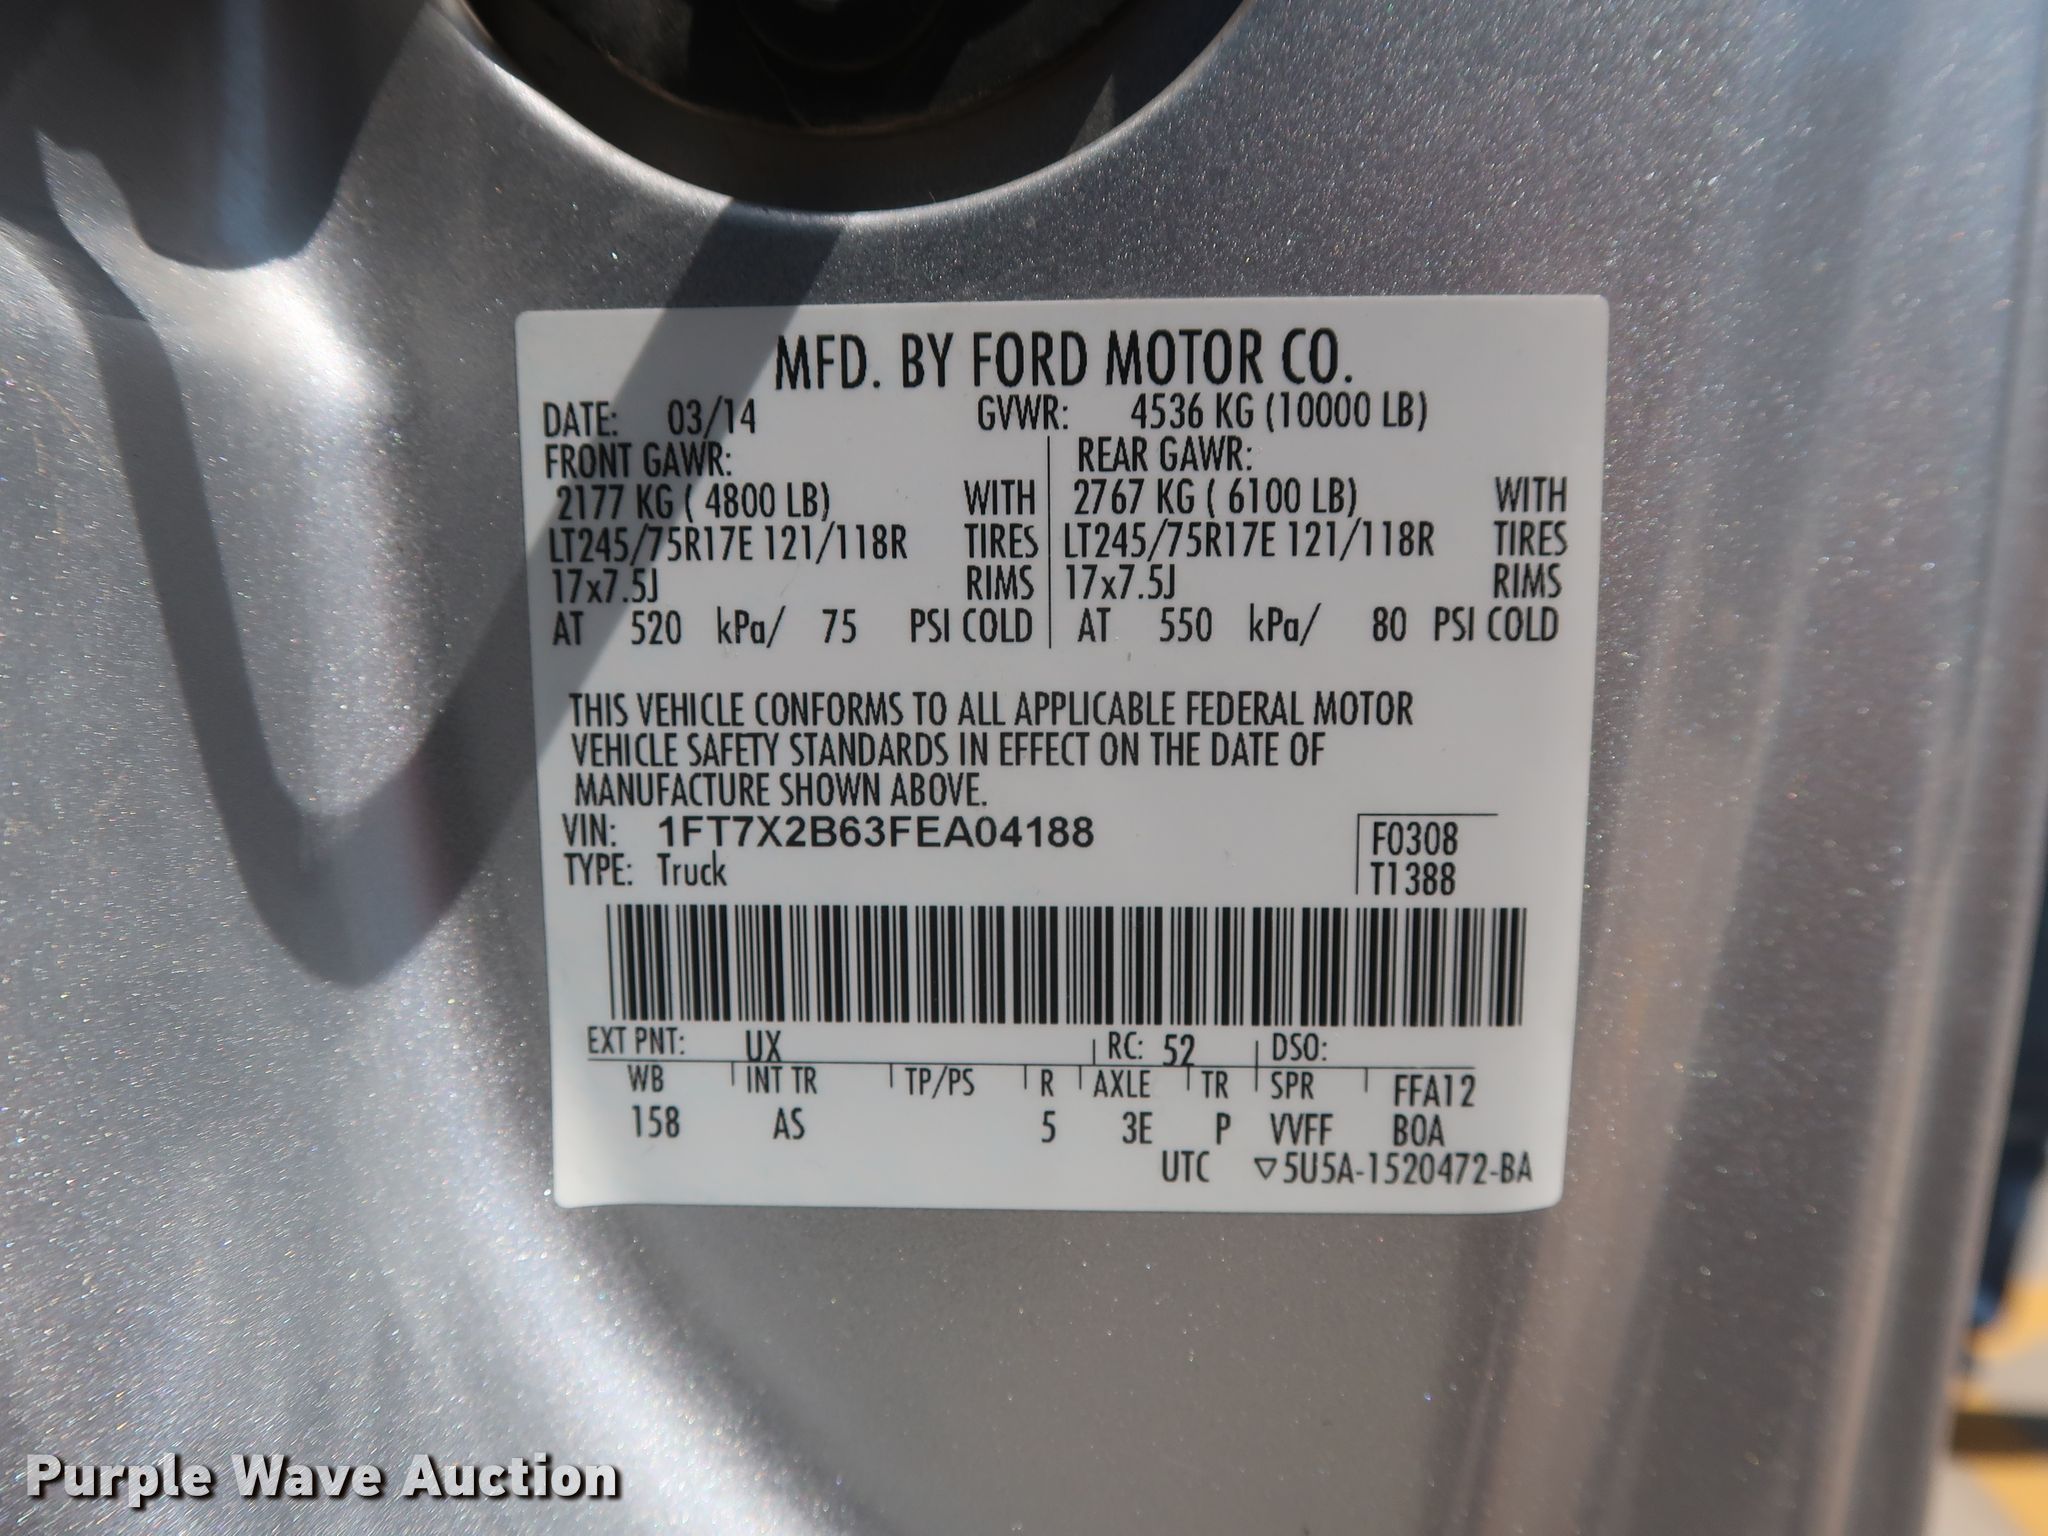 MFD. BY FORD MOTOR CO.
DATE: 03/14 GVWR: 4536 KG (10000 LB)
FRONT GAWR: REAR GAWR:
2177 KG ( 4800 LB) WITH 2767 KG ( 6100 LB) WITH
LT245/75R17E 121/118R TIRES LT245/75R17E 121/118R TIRES
17x7.5J RIMS 17x7.5J RIMS
AT 520 kPa/ 75 PSI COLD AT 550 kPa/ 80 PSI COLD
THIS VEHICLE CONFORMS TO ALL APPLICABLE FEDERAL MOTOR
VEHICLE SAFETY STANDARDS IN EFFECT ON THE DATE OF
MANUFACTURE SHOWN ABOVE.
VIN: 1FT7X2B63FEA04188 F0308
TYPE: Truck T1388
EXT PNT: UX RC: 52 DSO:
WB INT TR TP/PS R AXLE TR SPR FFA12
158 AS 5 3E P VVFF BOA
UTC ▽5U5A-1520472-BA
Purple Wave Auction